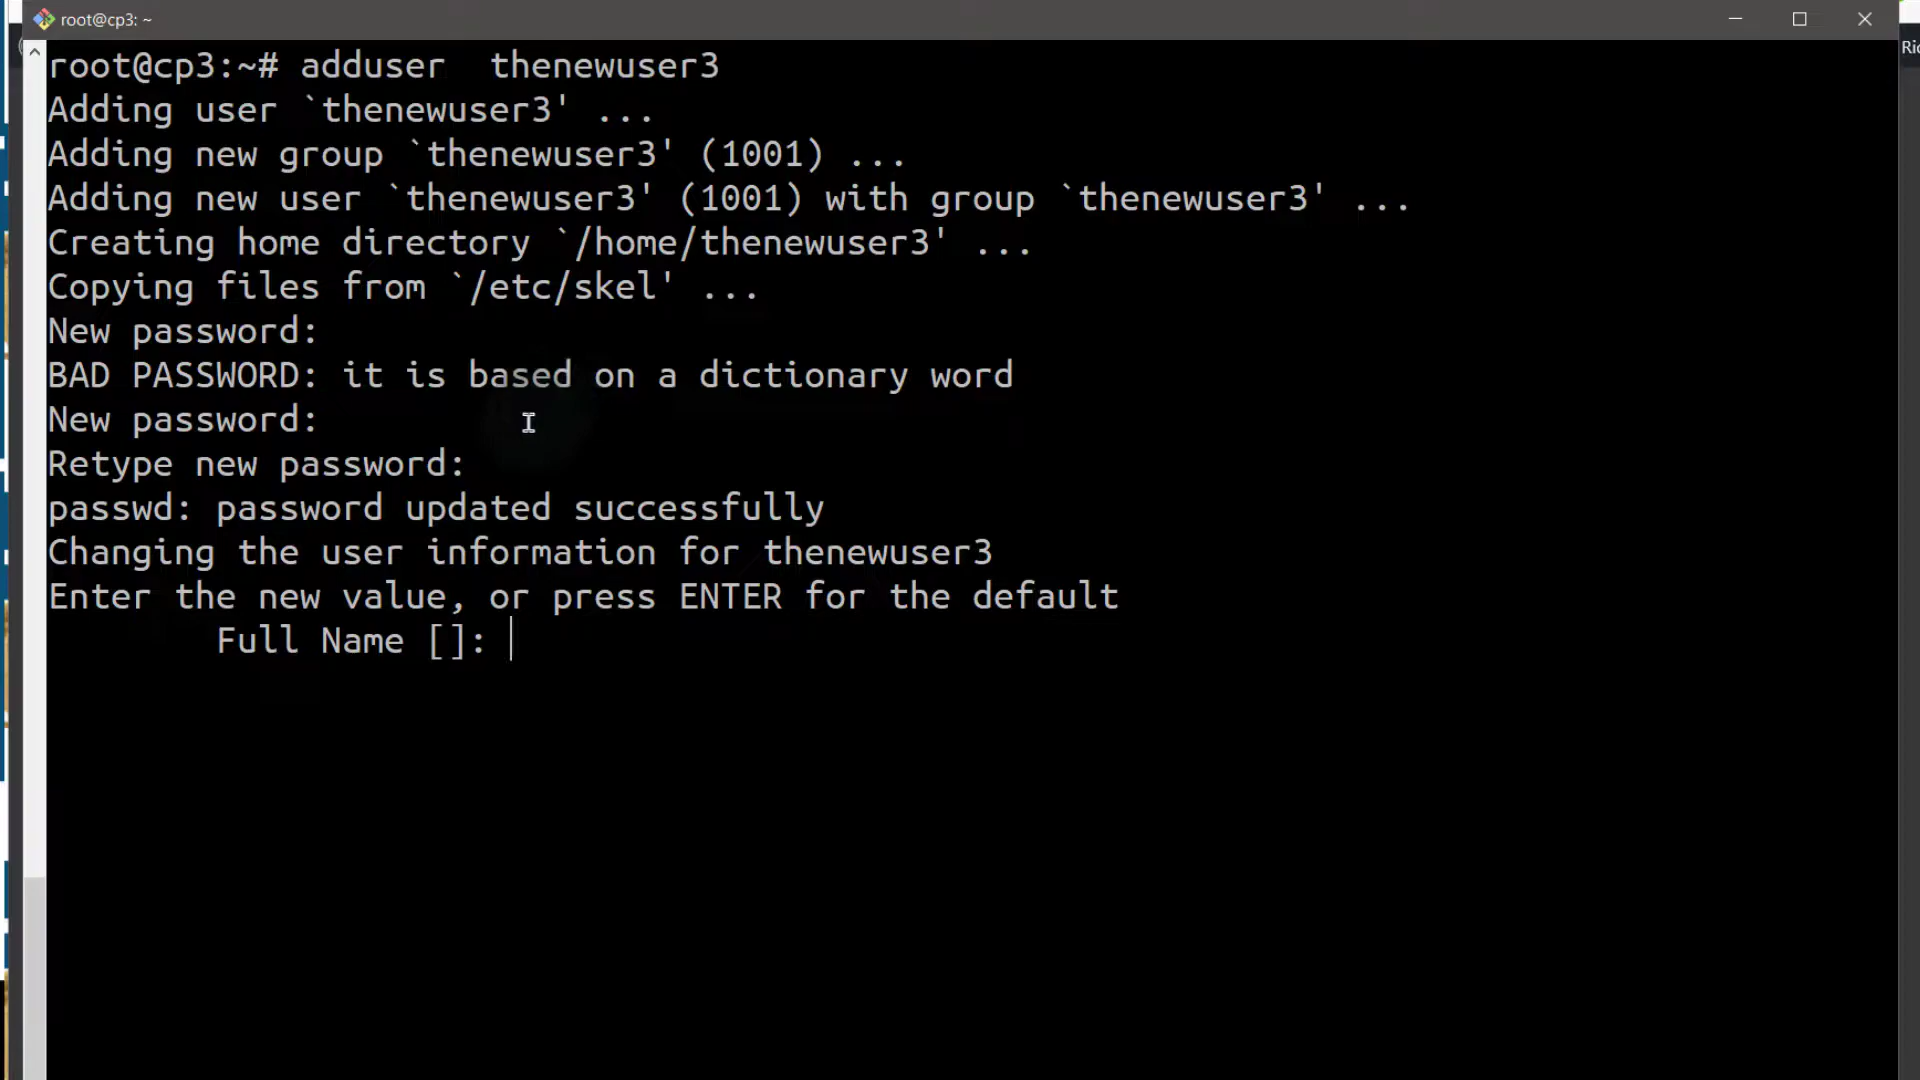 root@cp3: ~
Ric
root@cp3:~# adduser  thenewuser3
Adding user `thenewuser3' ...
Adding new group `thenewuser3' (1001) ...
Adding new user `thenewuser3' (1001) with group `thenewuser3' ...
Creating home directory `/home/thenewuser3' ...
Copying files from `/etc/skel' ...
New password:
BAD PASSWORD: it is based on a dictionary word
New password:
Retype new password:
passwd: password updated successfully
Changing the user information for thenewuser3
Enter the new value, or press ENTER for the default
        Full Name []: